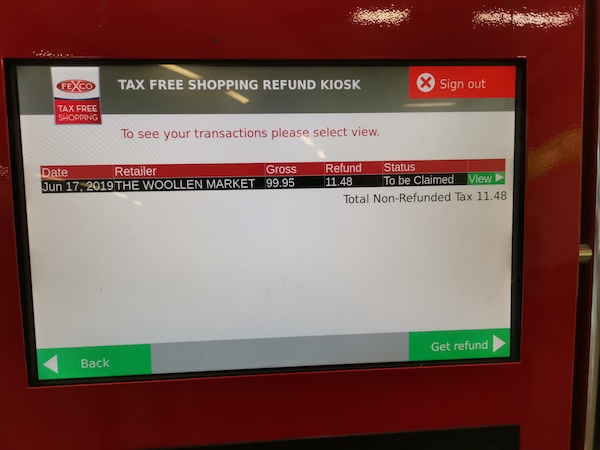 FEXCO
TAX FREE
SHOPPING
TAX FREE SHOPPING REFUND KIOSK
Sign out
To see your transactions please select view.
Date Retailer Gross Refund Status
Jun 17, 2019 THE WOOLLEN MARKET 99.95 11.48 To be Claimed View
Total Non-Refunded Tax 11.48
Back
Get refund